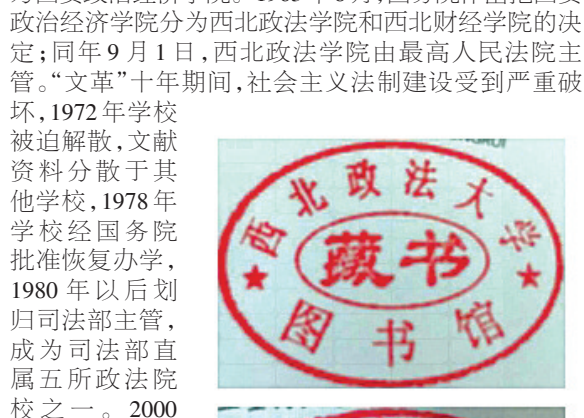 政治经济学院分为西北政法学院和西北财经学院的决
定;同年9月1日,西北政法学院由最高人民法院主
管。“文革”十年期间,社会主义法制建设受到严重破
坏,1972年学校
被迫解散,文献
资料分散于其
他学校,1978年
学校经国务院
批准恢复办学,
1980年以后划
归司法部主管,
成为司法部直
属五所政法院
校之一。2000
西北政法大学
藏书
图书馆